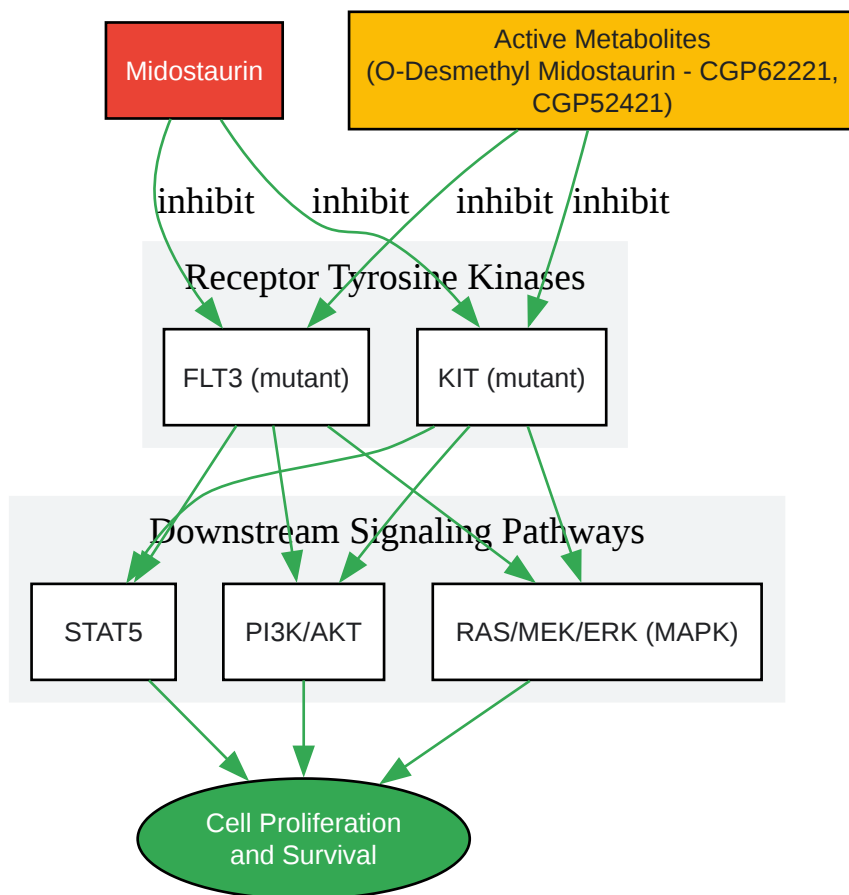 Midostaurin
Active Metabolites
(O-Desmethyl Midostaurin - CGP62221,
CGP52421)
inhibit
inhibit
inhibit
inhibit
Receptor Tyrosine Kinases
FLT3 (mutant)
KIT (mutant)
Downstream Signaling Pathways
STAT5
PI3K/AKT
RAS/MEK/ERK (MAPK)
Cell Proliferation
and Survival